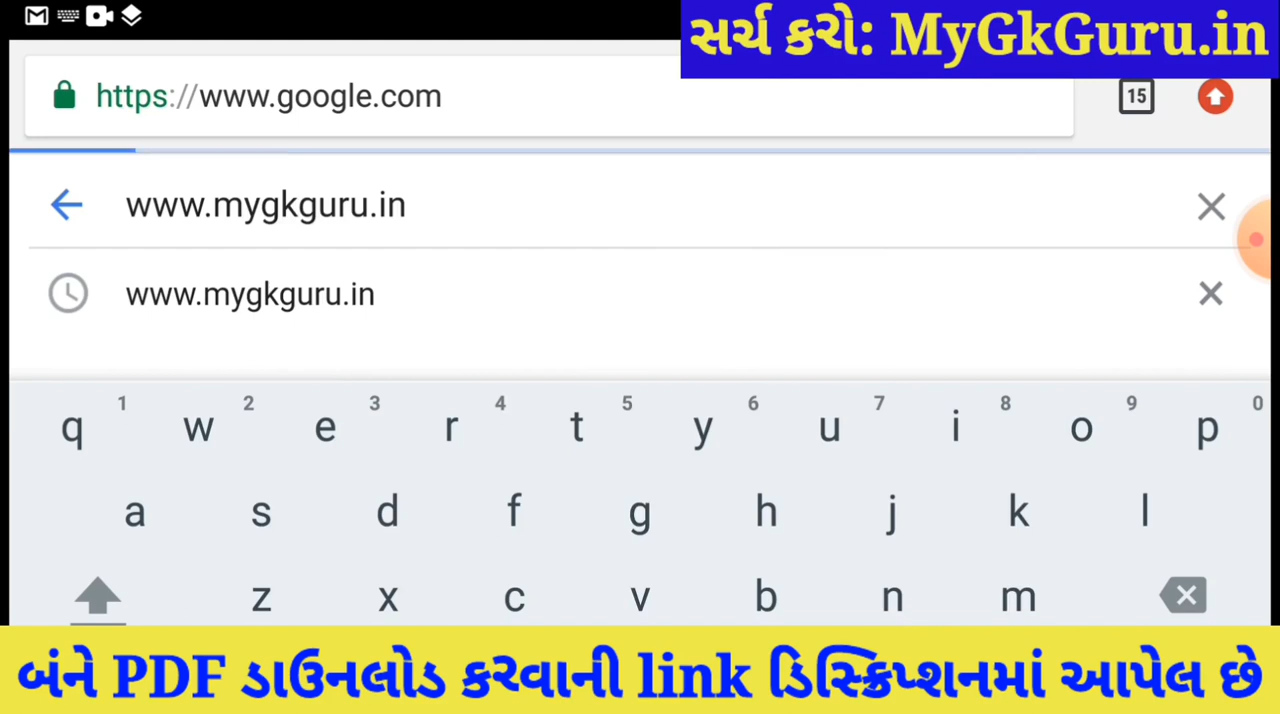 સર્ચ કરો: MyGkGuru.in
https://www.google.com
15
www.mygkguru.in
www.mygkguru.in
1 2 3 4 5 6 7 8 9 0
q w e r t y u i o p
a s d f g h j k l
z x c v b n m
બંને PDF ડાઉનલોડ કરવાની link ડિસ્ક્રિપ્શનમાં આપેલ છે